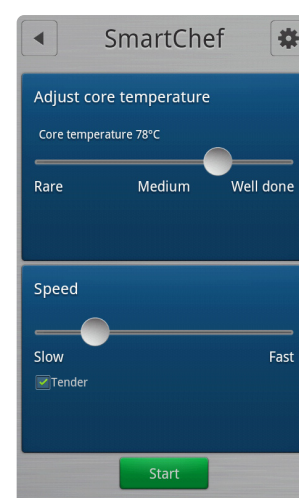 SmartChef
Adjust core temperature
Core temperature 78°C
Rare Medium Well done
Speed
Slow Fast
Tender
Start